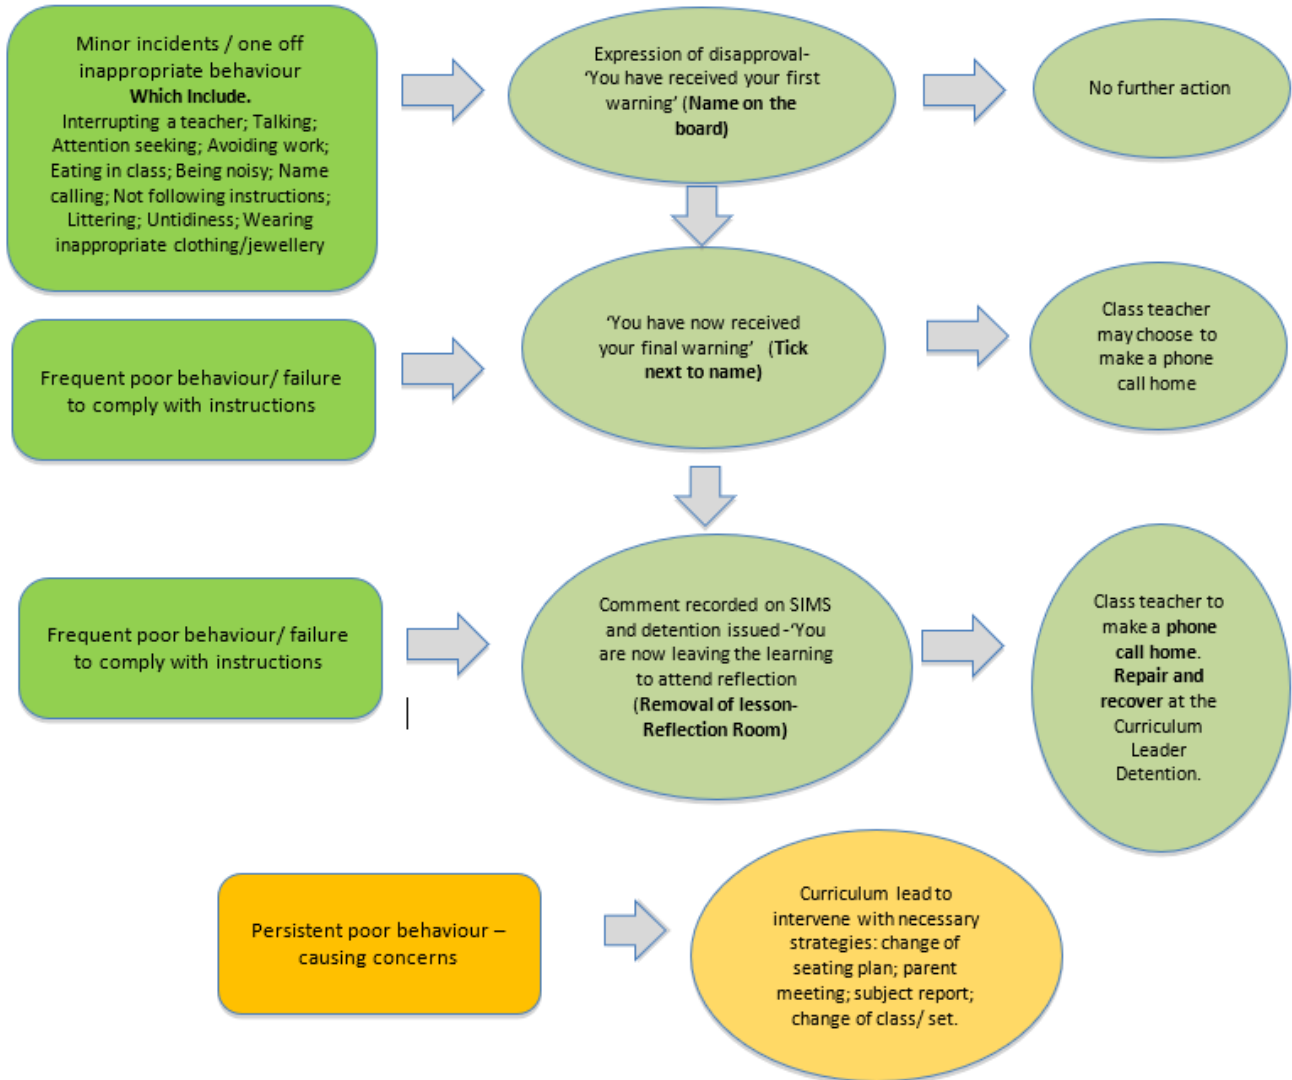 Minor incidents / one off
inappropriate behaviour
Which Include.
Interrupting a teacher; Talking;
Attention seeking; Avoiding work;
Eating in class; Being noisy; Name
calling; Not following instructions;
Littering; Untidiness; Wearing
inappropriate clothing/jewellery
Expression of disapproval-
‘You have received your first
warning’ (Name on the
board)
No further action
Frequent poor behaviour/ failure
to comply with instructions
‘You have now received
your final warning’ (Tick
next to name)
Class teacher
may choose to
make a phone
call home
Frequent poor behaviour/ failure
to comply with instructions
Comment recorded on SIMS
and detention issued -‘You
are now leaving the learning
to attend reflection
(Removal of lesson-
Reflection Room)
Class teacher to
make a phone
call home.
Repair and
recover at the
Curriculum
Leader
Detention.
Persistent poor behaviour –
causing concerns
Curriculum lead to
intervene with necessary
strategies: change of
seating plan; parent
meeting; subject report;
change of class/ set.